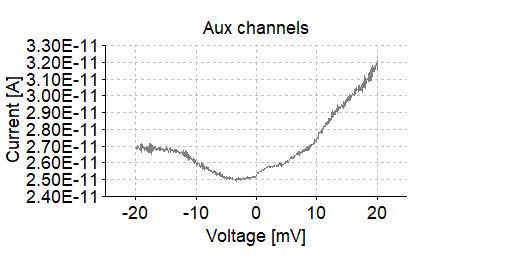 Aux channels
3.30E-11
3.20E-11
3.10E-11
3.00E-11
2.90E-11
2.80E-11
2.70E-11
2.60E-11
2.50E-11
2.40E-11
Current [A]
-20 -10 0 10 20
Voltage [mV]